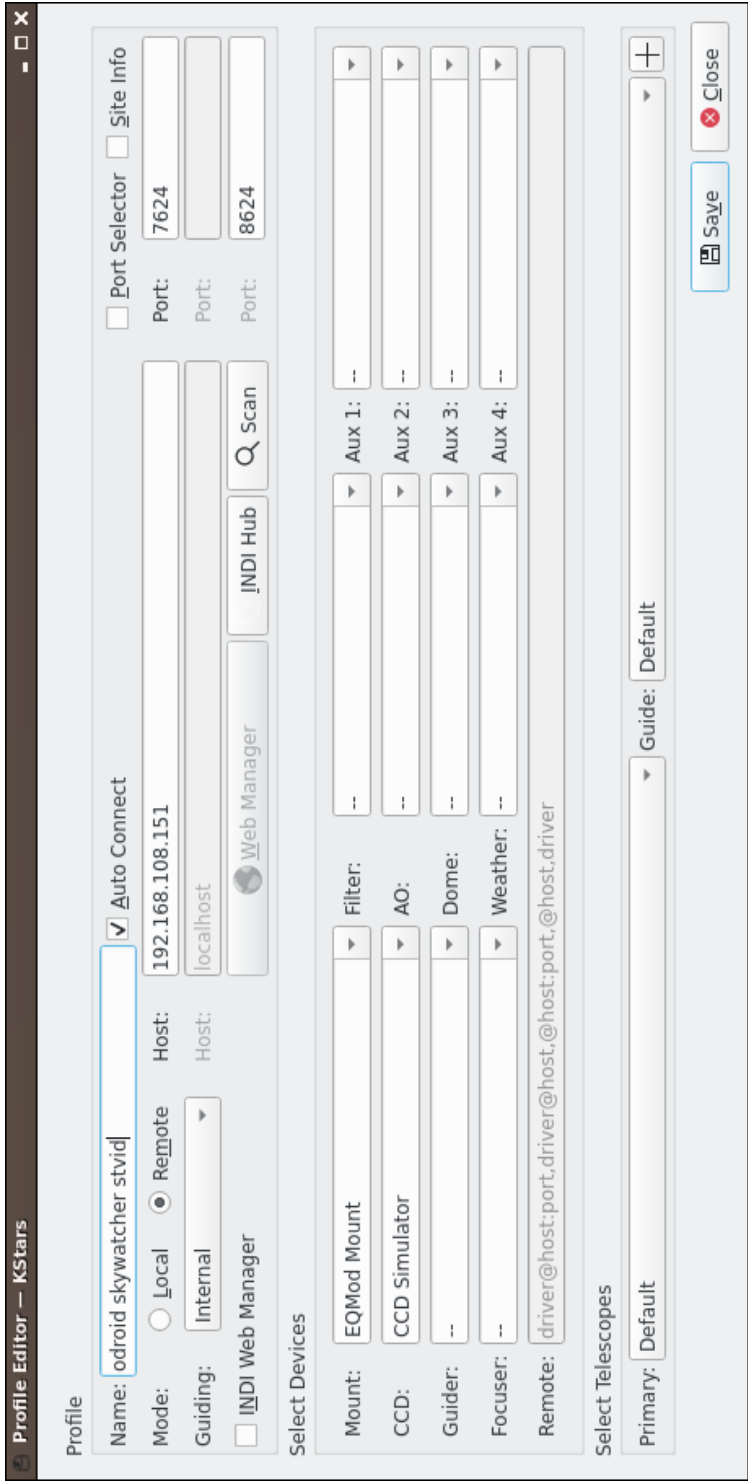 Profile Editor — KStars
Profile
Name: odroid skywatcher stvid Auto Connect Port Selector Site Info
Mode: Local Remote Host: 192.168.108.151 Port: 7624
Guiding: Internal Host: localhost Port:
INDI Web Manager Web Manager INDI Hub Scan Port: 8624
Select Devices
Mount: EQMod Mount Filter: -- Aux 1: --
CCD: CCD Simulator AO: -- Aux 2: --
Guider: -- Dome: -- Aux 3: --
Focuser: -- Weather: -- Aux 4: --
Remote: driver@host:port,driver@host,@host:port,@host,driver
Select Telescopes
Primary: Default Guide: Default
Save Close